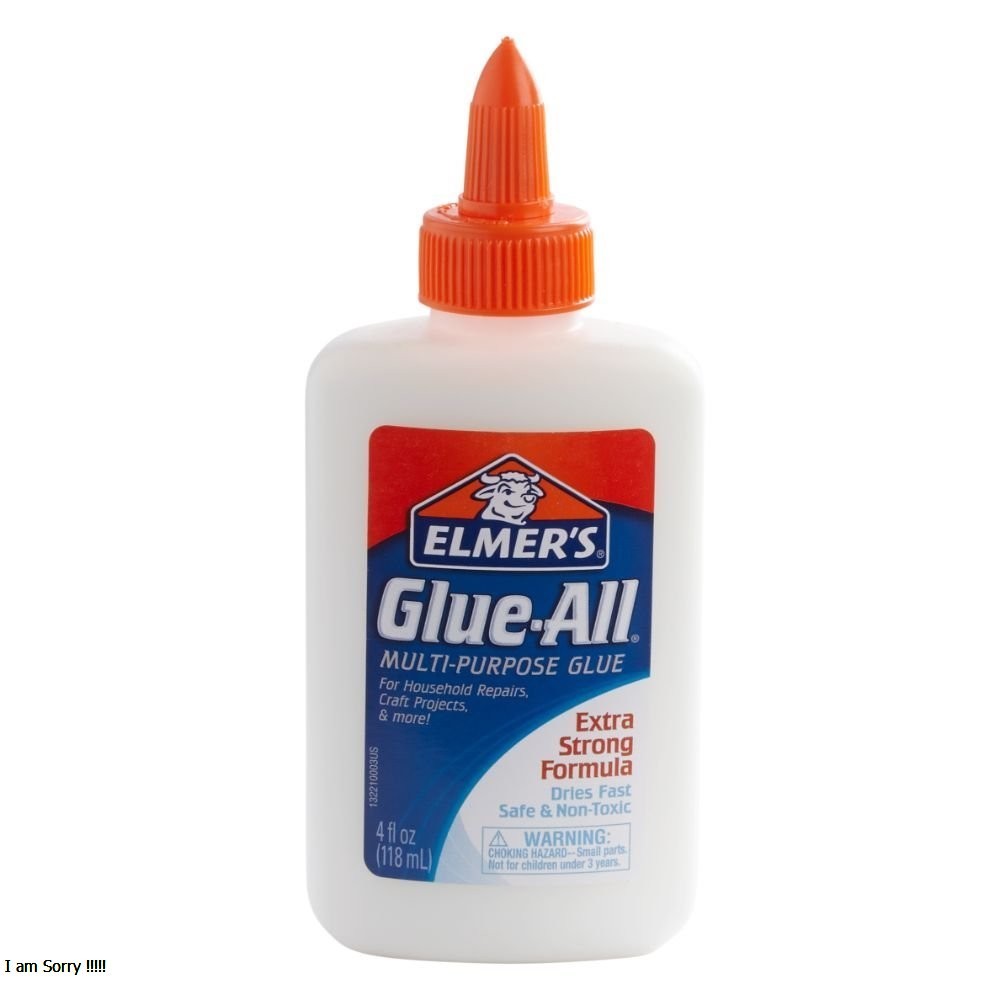 ELMER'S®
Glue-All®
MULTI-PURPOSE GLUE
For Household Repairs,
Craft Projects,
& more!
Extra
Strong
Formula
Dries Fast
Safe & Non-Toxic
132210003US
4 fl oz
(118 mL)
WARNING:
CHOKING HAZARD—Small parts.
Not for children under 3 years.
I am Sorry !!!!!